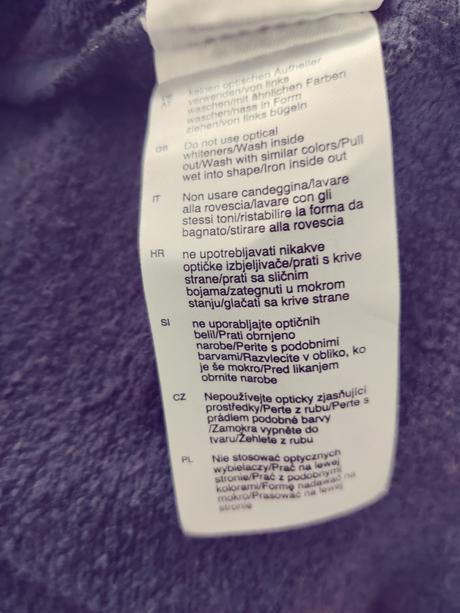 DE keinen optischen Aufheller
AT verwenden/von links
waschen/mit ähnlichen Farben
waschen/nass in Form
ziehen/von links bügeln
GB Do not use optical
whiteners/Wash inside
out/Wash with similar colors/Pull
wet into shape/Iron inside out
IT Non usare candeggina/lavare
alla rovescia/lavare con gli
stessi toni/ristabilire la forma da
bagnato/stirare alla rovescia
HR ne upotrebljavati nikakve
optičke izbjeljivače/prati s krive
strane/prati sa sličnim
bojama/zategnuti u mokrom
stanju/glačati sa krive strane
SI ne uporabljajte optičnih
belil/Prati obrnjeno
narobe/Perite s podobnimi
barvami/Razvlecite v obliko, ko
je še mokro/Pred likanjem
obrnite narobe
CZ Nepoužívejte opticky zjasňující
prostředky/Perte z rubu/Perte s
prádlem podobné barvy
/Zamokra vypněte do
tvaru/Žehlete z rubu
PL Nie stosować optycznych
wybielaczy/Prać na lewej
stronie/Prać z podobnymi
kolorami/Formę nadawać na
mokro/Prasować na lewej
stronie